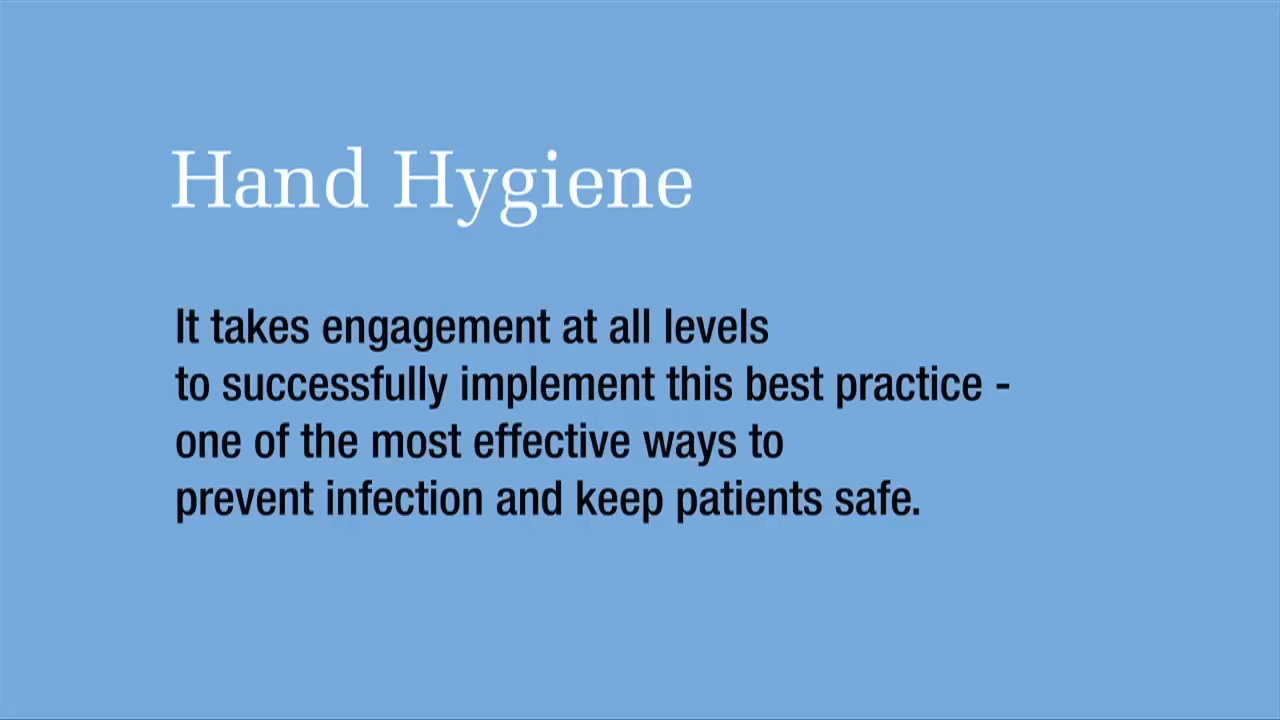 Hand Hygiene
It takes engagement at all levels
to successfully implement this best practice -
one of the most effective ways to
prevent infection and keep patients safe.